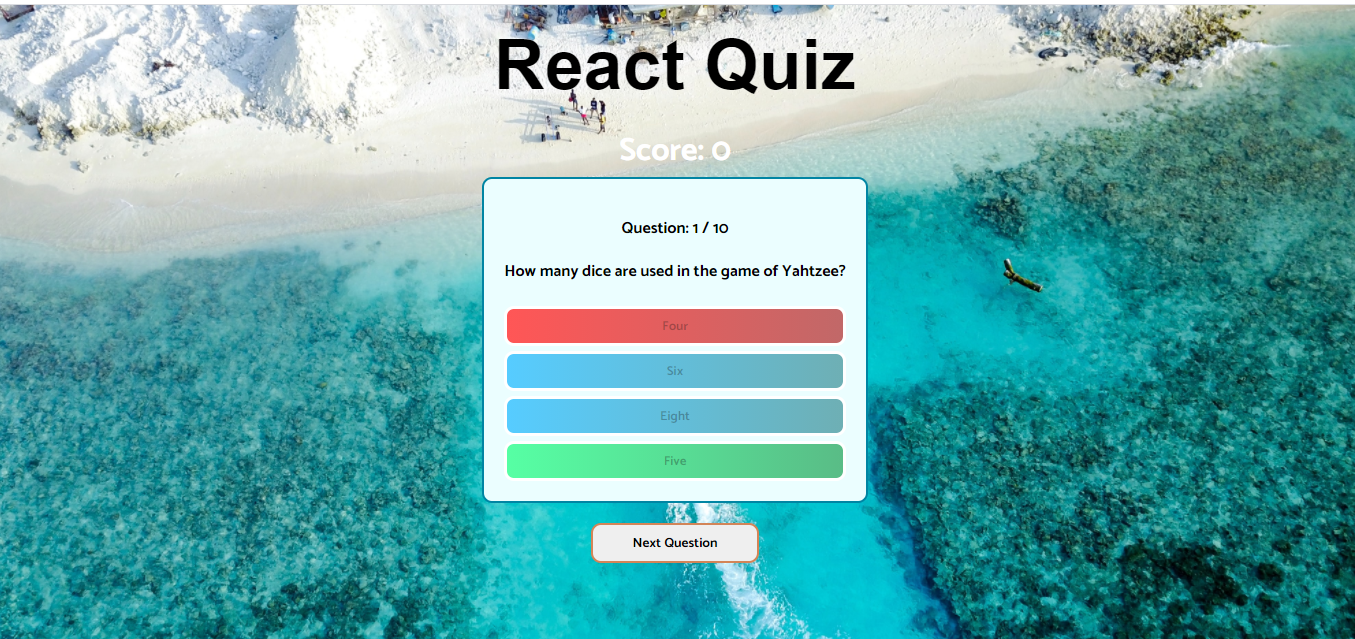 React Quiz
Score: 0
Question: 1 / 10
How many dice are used in the game of Yahtzee?
Four
Six
Eight
Five
Next Question